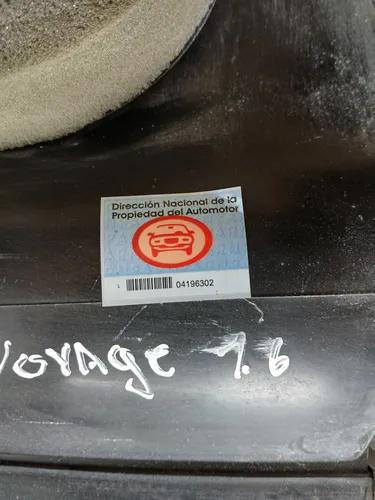 Dirección Nacional de la
Propiedad del Automotor
04196302
VOYAGE 1.6